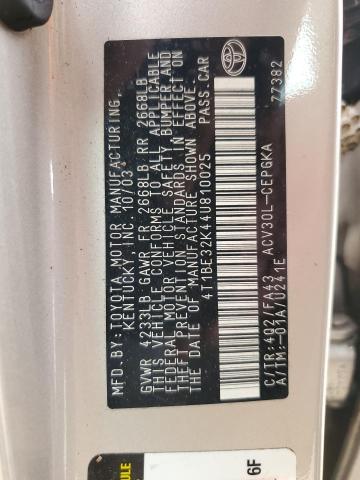 MFD.BY:TOYOTA MOTOR MANUFACTURING,
KENTUCKY, INC. 10/03
GVWR 4233LB GAWR FR 2668LB RR 2668LB
THIS VEHICLE CONFORMS TO ALL APPLICABLE
FEDERAL MOTOR VEHICLE SAFETY BUMPER AND
THEFT PREVENTION STANDARDS IN EFFECT ON
THE DATE OF MANUFACTURE SHOWN ABOVE.
4T1BE32K44U810025 PASS.CAR
C/TR:4Q2/FA43 ACV30L-CEPGKA
A/TM:-01A/U241E 77382
ULE
6F